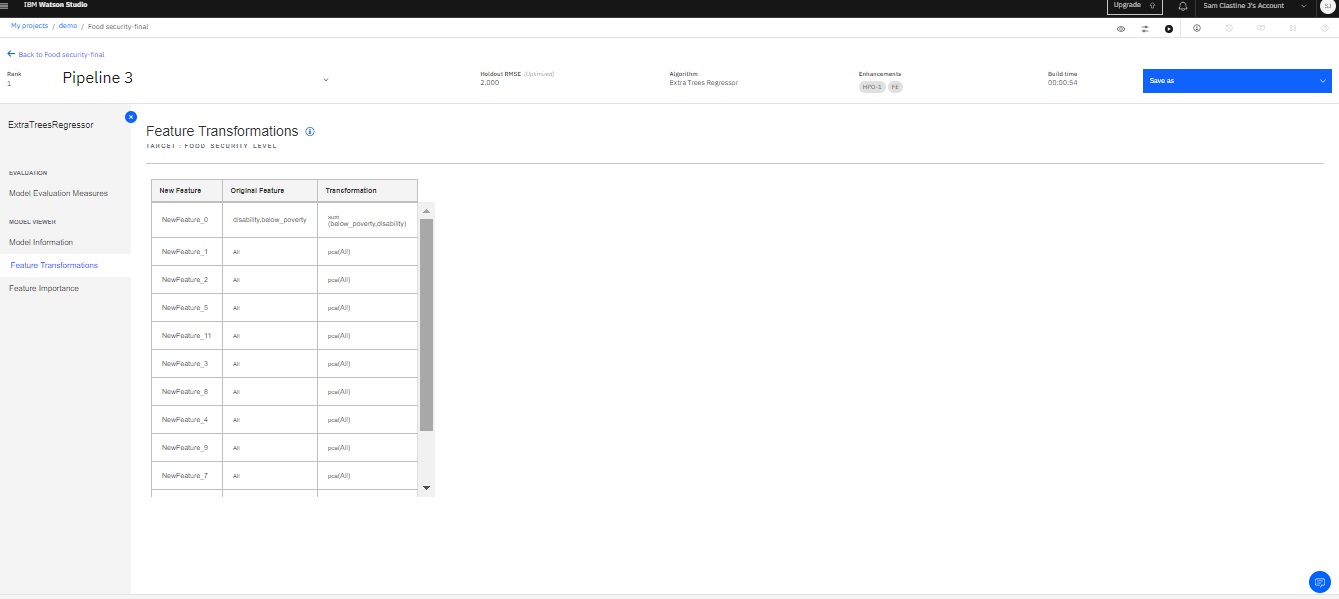 IBM Watson Studio
Upgrade
Sam Clastine J's Account
SJ
My projects / demo / Food security-final
Back to Food security-final
Rank
1
Pipeline 3
Holdout RMSE (Optimized)
2.000
Algorithm
Extra Trees Regressor
Enhancements
HPO-1 FE
Build time
00:00:54
Save as
ExtraTreesRegressor
EVALUATION
Model Evaluation Measures
MODEL VIEWER
Model Information
Feature Transformations
Feature Importance
Feature Transformations
TARGET : FOOD SECURITY LEVEL
New Feature Original Feature Transformation
NewFeature_0 disability,below_poverty sum
(below_poverty,disability)
NewFeature_1 All pca(All)
NewFeature_2 All pca(All)
NewFeature_5 All pca(All)
NewFeature_11 All pca(All)
NewFeature_3 All pca(All)
NewFeature_8 All pca(All)
NewFeature_4 All pca(All)
NewFeature_9 All pca(All)
NewFeature_7 All pca(All)